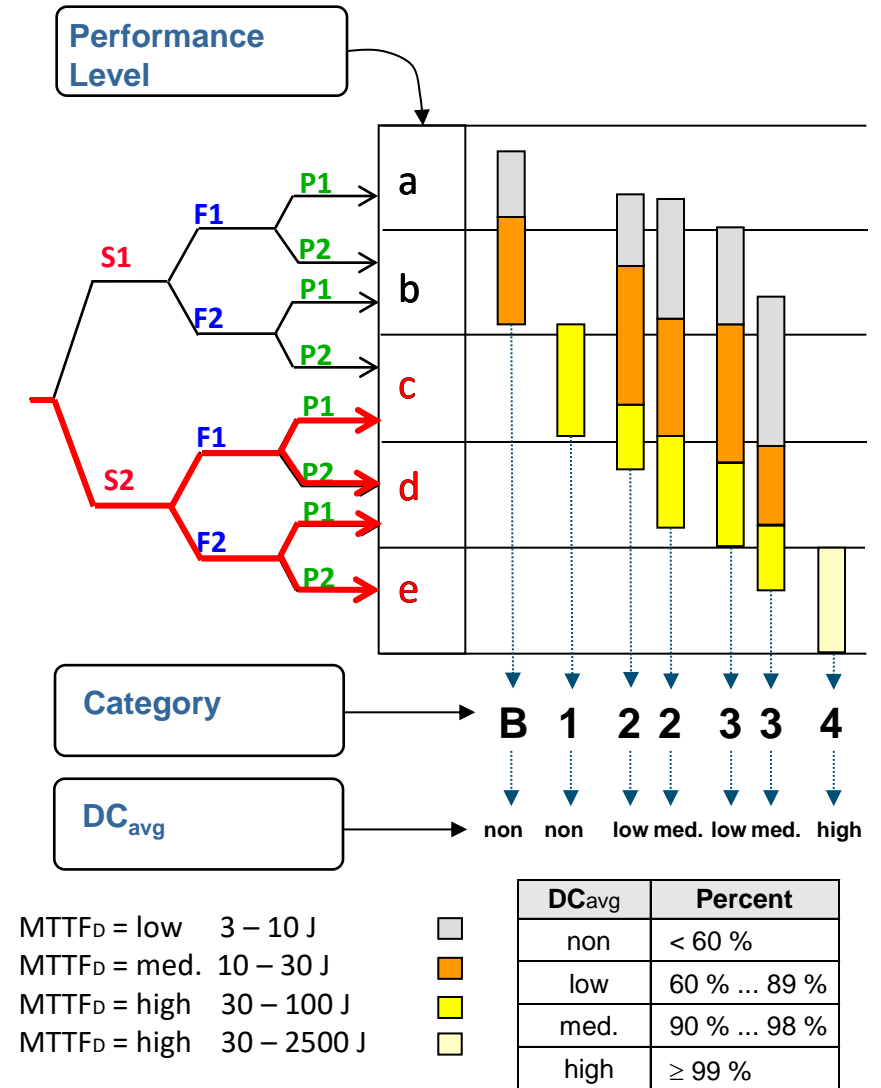 Performance
Level
a
P1
F1
P2
S1
b
P1
F2
P2
c
P1
F1
P2
d
S2
P1
F2
P2
e
Category
B 1 2 2 3 3 4
DCavg
non non low med. low med. high
MTTFD = low 3 – 10 J
MTTFD = med. 10 – 30 J
MTTFD = high 30 – 100 J
MTTFD = high 30 – 2500 J
DCavg Percent
non < 60 %
low 60 % ... 89 %
med. 90 % ... 98 %
high ≥ 99 %